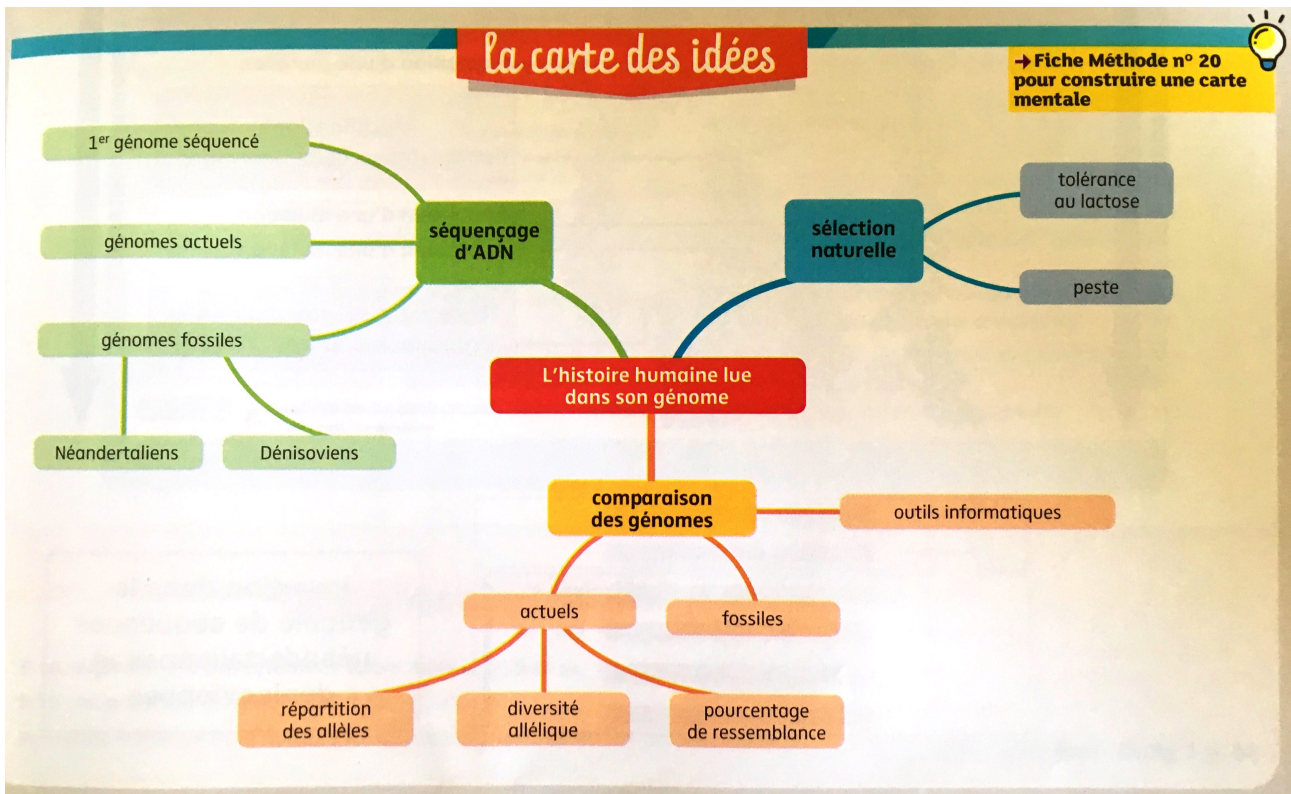 la carte des idées
→ Fiche Méthode n° 20
pour construire une carte
mentale
1er génome séquencé
génomes actuels
génomes fossiles
Néandertaliens
Dénisoviens
séquençage
d'ADN
sélection
naturelle
tolérance
au lactose
peste
L'histoire humaine lue
dans son génome
comparaison
des génomes
outils informatiques
actuels
fossiles
répartition
des allèles
diversité
allélique
pourcentage
de ressemblance